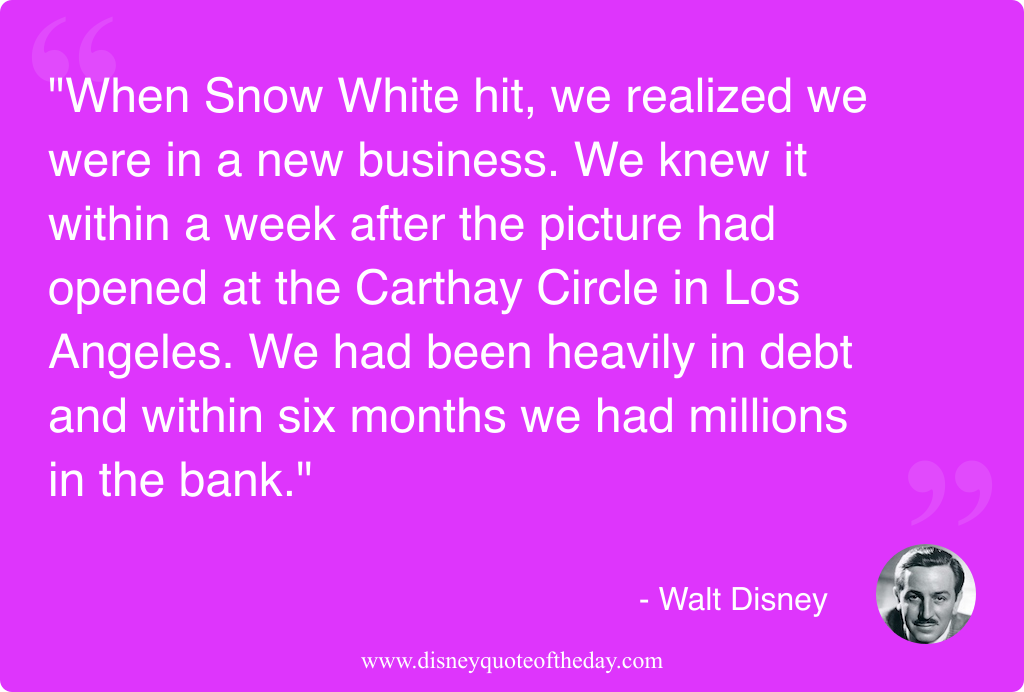 "When Snow White hit, we realized we
were in a new business. We knew it
within a week after the picture had
opened at the Carthay Circle in Los
Angeles. We had been heavily in debt
and within six months we had millions
in the bank."
- Walt Disney
www.disneyquoteoftheday.com